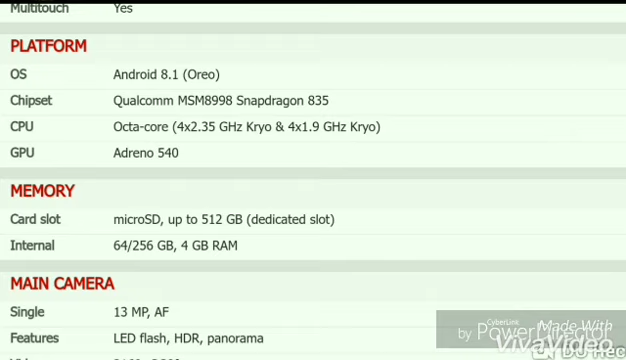 Multitouch Yes
PLATFORM
OS Android 8.1 (Oreo)
Chipset Qualcomm MSM8998 Snapdragon 835
CPU Octa-core (4x2.35 GHz Kryo & 4x1.9 GHz Kryo)
GPU Adreno 540
MEMORY
Card slot microSD, up to 512 GB (dedicated slot)
Internal 64/256 GB, 4 GB RAM
MAIN CAMERA
Single 13 MP, AF
CyberLink
Made With
by PowerDirector
VivaVideo
Features LED flash, HDR, panorama